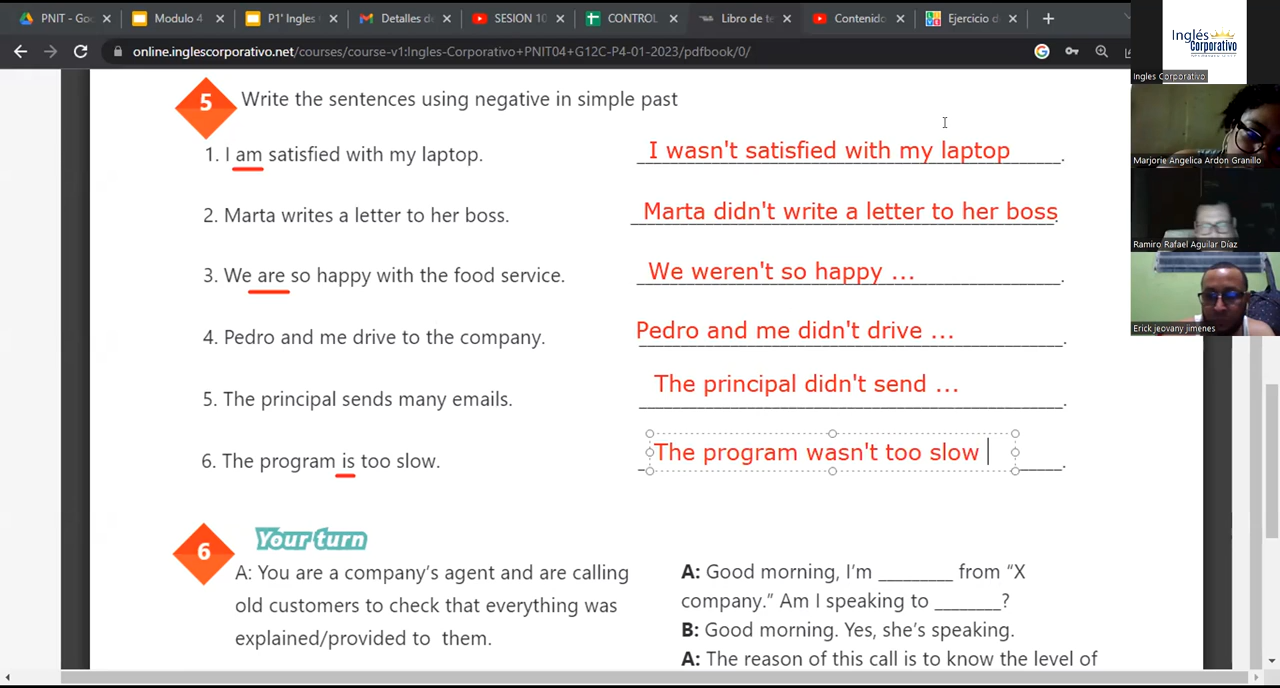 PNIT - Goo
Modulo 4
P1' Ingles
Detalles de
SESION 10
CONTROL
Libro de te
Contenido
Ejercicio d
online.inglescorporativo.net/courses/course-v1:Ingles-Corporativo+PNIT04+G12C-P4-01-2023/pdfbook/0/
Inglés
Corporativo
Ingles Corporativo
Marjorie Angelica Ardon Granillo
Ramiro Rafael Aguilar Díaz
Erick jeovany jimenes
5 Write the sentences using negative in simple past
1. I am satisfied with my laptop. I wasn't satisfied with my laptop.
2. Marta writes a letter to her boss. Marta didn't write a letter to her boss.
3. We are so happy with the food service. We weren't so happy ... .
4. Pedro and me drive to the company. Pedro and me didn't drive ... .
5. The principal sends many emails. The principal didn't send ... .
6. The program is too slow. The program wasn't too slow .
6 Your turn
A: You are a company's agent and are calling
old customers to check that everything was
explained/provided to them.
A: Good morning, I'm ________ from “X
company.” Am I speaking to _______?
B: Good morning. Yes, she's speaking.
A: The reason of this call is to know the level of